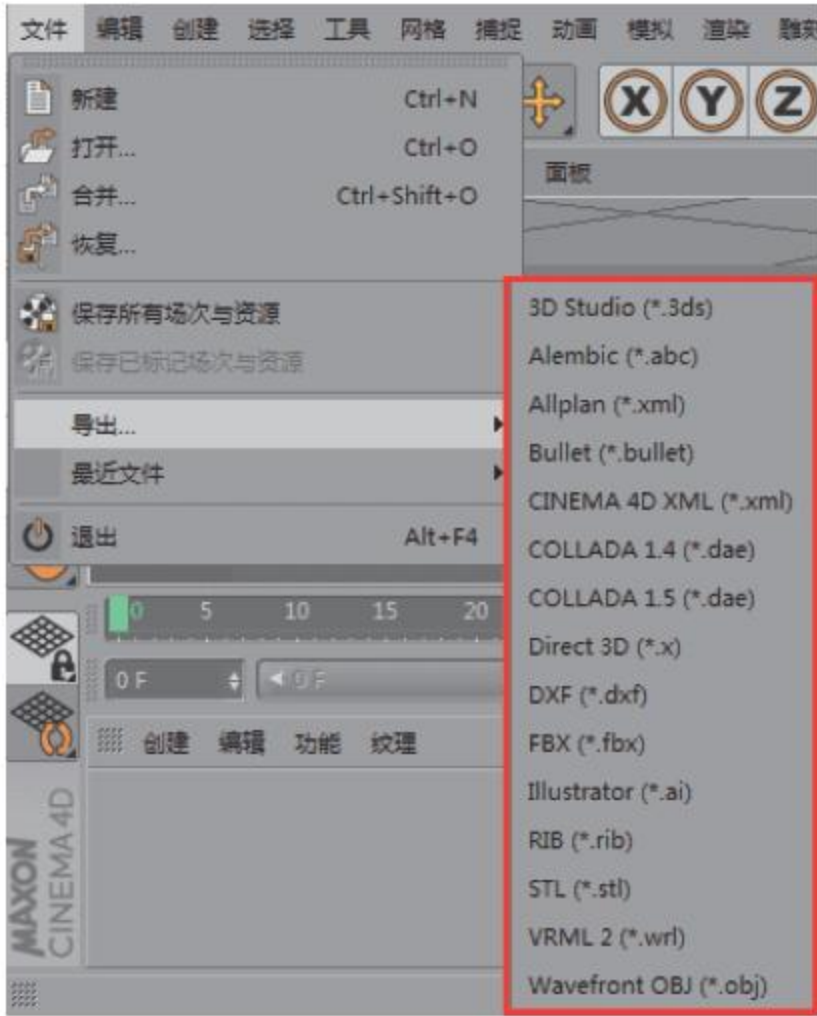 文件 编辑 创建 选择 工具 网格 捕捉 动画 模拟 渲染
新建 Ctrl+N
打开... Ctrl+O
合并... Ctrl+Shift+O
恢复...
保存所有场次与资源
保存已标记场次与资源
导出...
最近文件
退出 Alt+F4
X Y Z
面板
3D Studio (*.3ds)
Alembic (*.abc)
Allplan (*.xml)
Bullet (*.bullet)
CINEMA 4D XML (*.xml)
COLLADA 1.4 (*.dae)
COLLADA 1.5 (*.dae)
Direct 3D (*.x)
DXF (*.dxf)
FBX (*.fbx)
Illustrator (*.ai)
RIB (*.rib)
STL (*.stl)
VRML 2 (*.wrl)
Wavefront OBJ (*.obj)
0 5 10 15 20
0 F 0 F
创建 编辑 功能 纹理
MAXON
CINEMA 4D